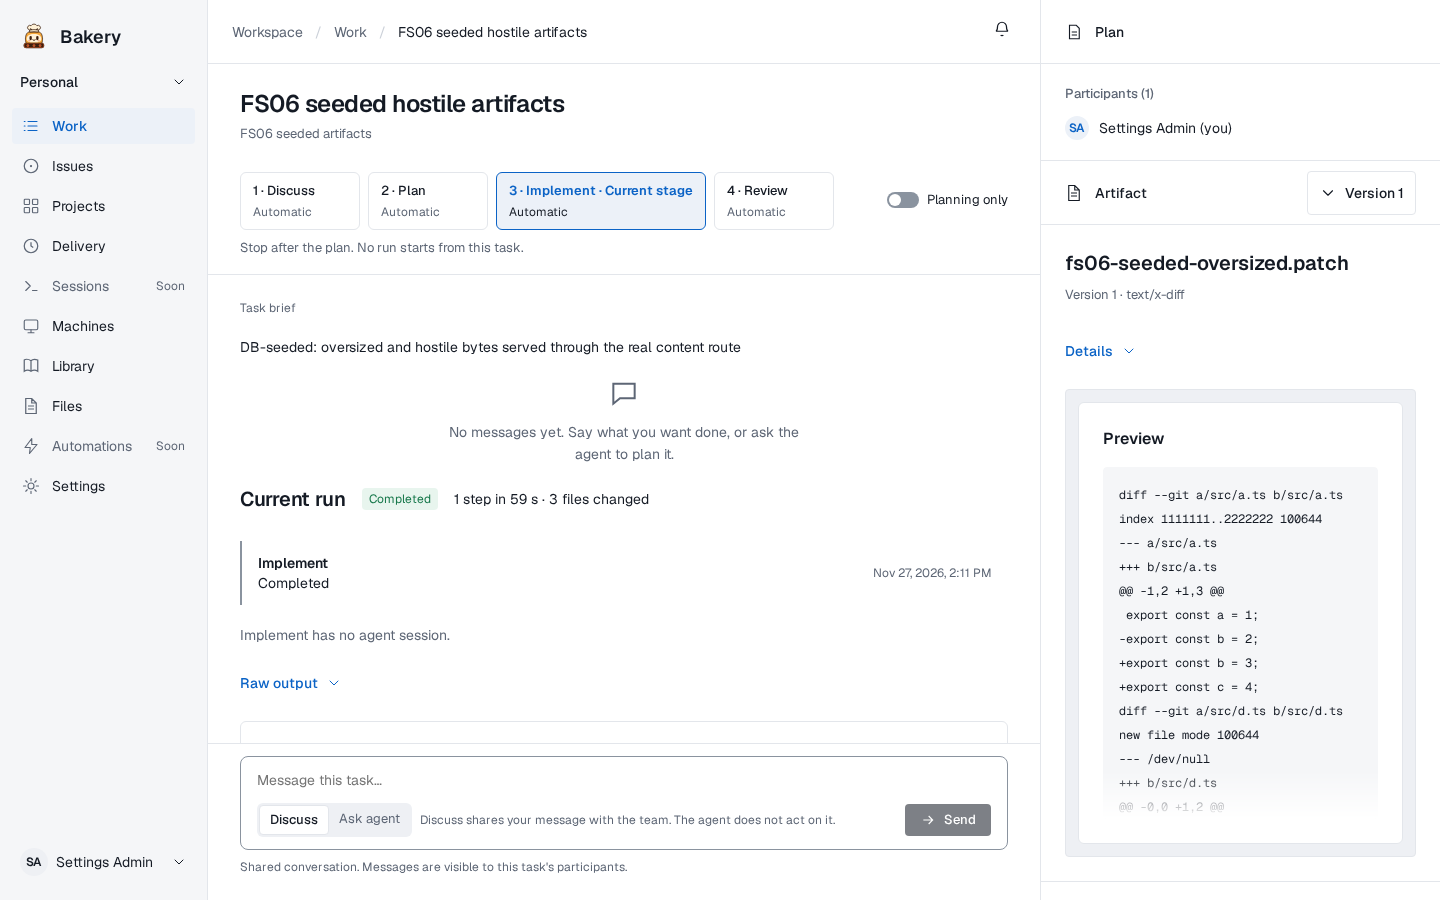 Bakery
Personal
Work
Issues
Projects
Delivery
Sessions Soon
Machines
Library
Files
Automations Soon
Settings
SA Settings Admin
Workspace / Work / FS06 seeded hostile artifacts
FS06 seeded hostile artifacts
FS06 seeded artifacts
1 · Discuss
Automatic
2 · Plan
Automatic
3 · Implement · Current stage
Automatic
4 · Review
Automatic
Planning only
Stop after the plan. No run starts from this task.
Task brief
DB-seeded: oversized and hostile bytes served through the real content route
No messages yet. Say what you want done, or ask the
agent to plan it.
Current run Completed 1 step in 59 s · 3 files changed
Implement
Completed
Nov 27, 2026, 2:11 PM
Implement has no agent session.
Raw output
Message this task...
Discuss Ask agent Discuss shares your message with the team. The agent does not act on it. Send
Shared conversation. Messages are visible to this task's participants.
Plan
Participants (1)
SA Settings Admin (you)
Artifact Version 1
fs06-seeded-oversized.patch
Version 1 · text/x-diff
Details
Preview
diff --git a/src/a.ts b/src/a.ts
index 1111111..2222222 100644
--- a/src/a.ts
+++ b/src/a.ts
@@ -1,2 +1,3 @@
 export const a = 1;
-export const b = 2;
+export const b = 3;
+export const c = 4;
diff --git a/src/d.ts b/src/d.ts
new file mode 100644
--- /dev/null
+++ b/src/d.ts
@@ -0,0 +1,2 @@